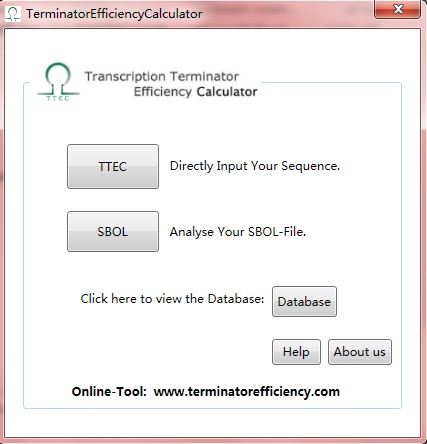 TerminatorEfficiencyCalculator
Transcription Terminator
Efficiency Calculator
TTEC
TTEC Directly Input Your Sequence.
SBOL Analyse Your SBOL-File.
Click here to view the Database: Database
Help About us
Online-Tool: www.terminatorefficiency.com